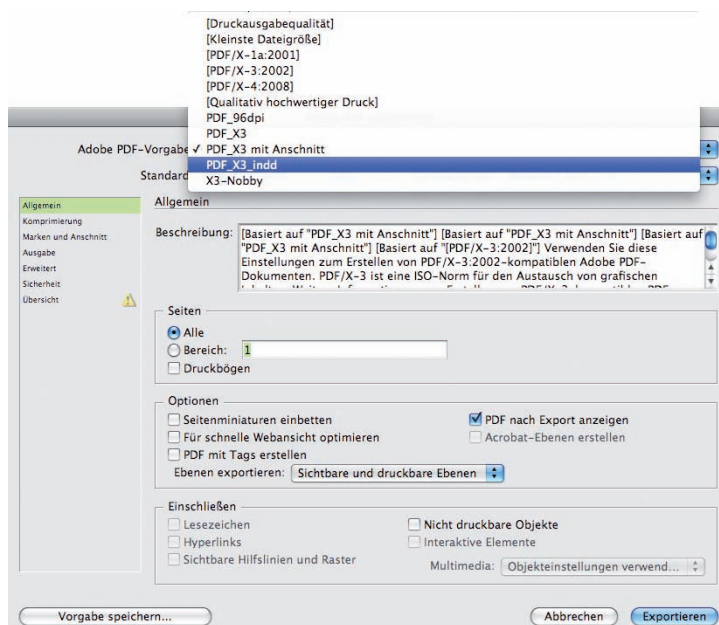 [Druckausgabequalität]
[Kleinste Dateigröße]
[PDF/X-1a:2001]
[PDF/X-3:2002]
[PDF/X-4:2008]
[Qualitativ hochwertiger Druck]
PDF_96dpi
PDF_X3
Adobe PDF-Vorgabe ✓ PDF_X3 mit Anschnitt
PDF_X3_indd
Standard
X3-Nobby
Allgemein
Komprimierung
Marken und Anschnitt
Ausgabe
Erweitert
Sicherheit
Übersicht
Allgemein
Beschreibung: [Basiert auf "PDF_X3 mit Anschnitt"] [Basiert auf "PDF_X3 mit Anschnitt"] [Basiert auf
"PDF_X3 mit Anschnitt"] [Basiert auf "[PDF/X-3:2002]"] Verwenden Sie diese
Einstellungen zum Erstellen von PDF/X-3:2002-kompatiblen Adobe PDF-
Dokumenten. PDF/X-3 ist eine ISO-Norm für den Austausch von grafischen
Seiten
Alle
Bereich: 1
Druckbögen
Optionen
Seitenminiaturen einbetten
PDF nach Export anzeigen
Für schnelle Webansicht optimieren
Acrobat-Ebenen erstellen
PDF mit Tags erstellen
Ebenen exportieren: Sichtbare und druckbare Ebenen
Einschließen
Lesezeichen
Nicht druckbare Objekte
Hyperlinks
Interaktive Elemente
Sichtbare Hilfslinien und Raster
Multimedia: Objekteinstellungen verwend...
Vorgabe speichern...
Abbrechen
Exportieren